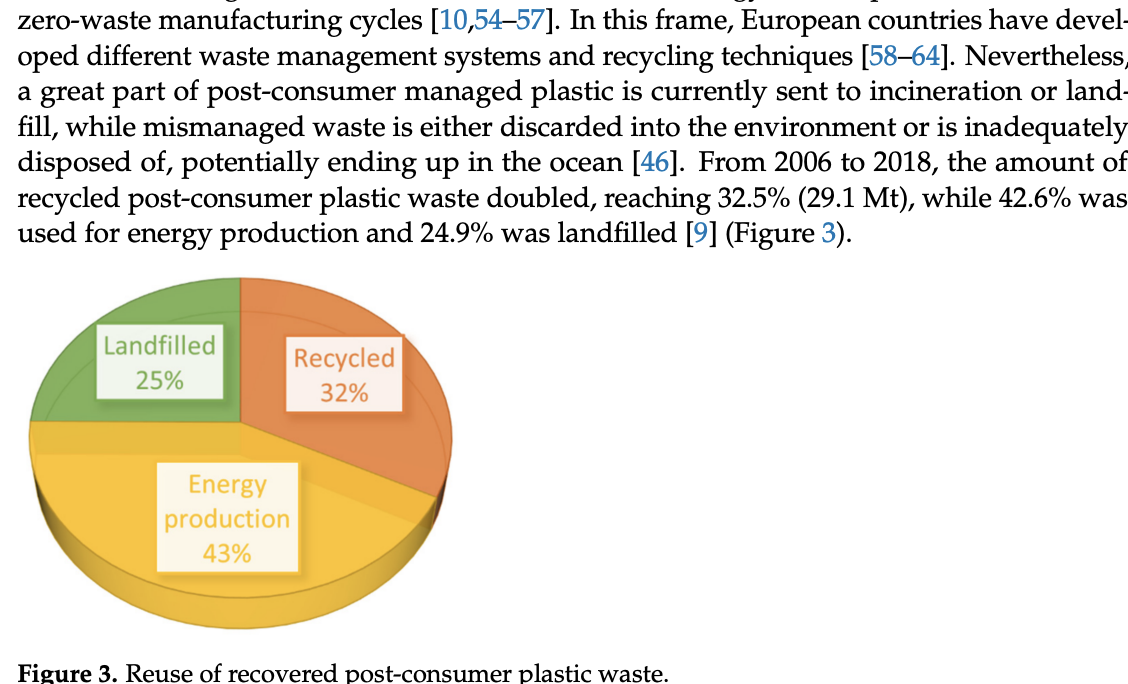 zero-waste manufacturing cycles [10,54–57]. In this frame, European countries have devel-
oped different waste management systems and recycling techniques [58–64]. Nevertheless,
a great part of post-consumer managed plastic is currently sent to incineration or land-
fill, while mismanaged waste is either discarded into the environment or is inadequately
disposed of, potentially ending up in the ocean [46]. From 2006 to 2018, the amount of
recycled post-consumer plastic waste doubled, reaching 32.5% (29.1 Mt), while 42.6% was
used for energy production and 24.9% was landfilled [9] (Figure 3).
Landfilled
25%
Recycled
32%
Energy
production
43%
Figure 3. Reuse of recovered post-consumer plastic waste.